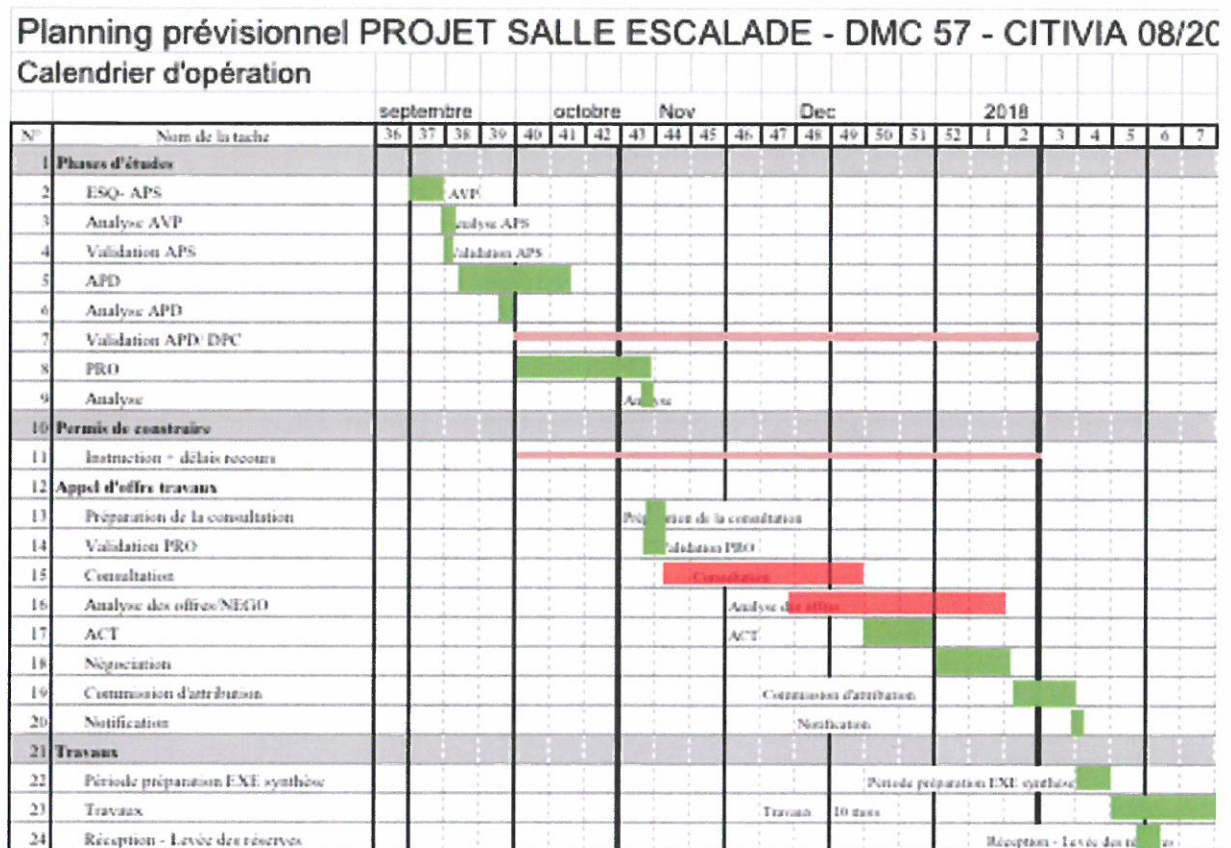 Planning prévisionnel PROJET SALLE ESCALADE - DMC 57 - CITIVIA 08/20
Calendrier d'opération
septembre octobre Nov Dec 2018
N° Nom de la tache 36 37 38 39 40 41 42 43 44 45 46 47 48 49 50 51 52 1 2 3 4 5 6 7
1 Phases d'études
2 ESQ- APS AVP
3 Analyse AVP analyse APS
4 Validation APS Validation APS
5 APD
6 Analyse APD
7 Validation APD/ DPC
8 PRO
9 Analyse Analyse
10 Permis de construire
11 Instruction + délais recours
12 Appel d'offre travaux
13 Préparation de la consultation Préparation de la consultation
14 Validation PRO Validation PRO
15 Consultation Consultation
16 Analyse des offres/NEGO Analyse des offres
17 ACT ACT
18 Négociation
19 Commission d'attribution Commission d'attribution
20 Notification Notification
21 Travaux
22 Période préparation EXE synthèse Période préparation EXE synthèse
23 Travaux Travaux 10 mois
24 Réception - Levée des réserves Réception - Levée des réserves